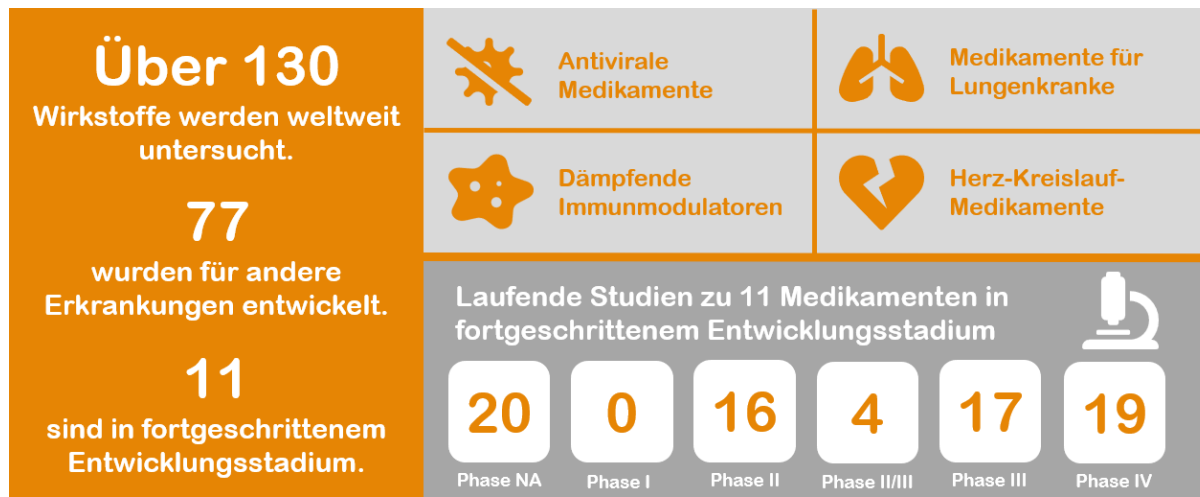 Über 130
Wirkstoffe werden weltweit
untersucht.
77
wurden für andere
Erkrankungen entwickelt.
11
sind in fortgeschrittenem
Entwicklungsstadium.
Antivirale
Medikamente
Medikamente für
Lungenkranke
Dämpfende
Immunmodulatoren
Herz-Kreislauf-
Medikamente
Laufende Studien zu 11 Medikamenten in
fortgeschrittenem Entwicklungsstadium
20 0 16 4 17 19
Phase NA Phase I Phase II Phase II/III Phase III Phase IV